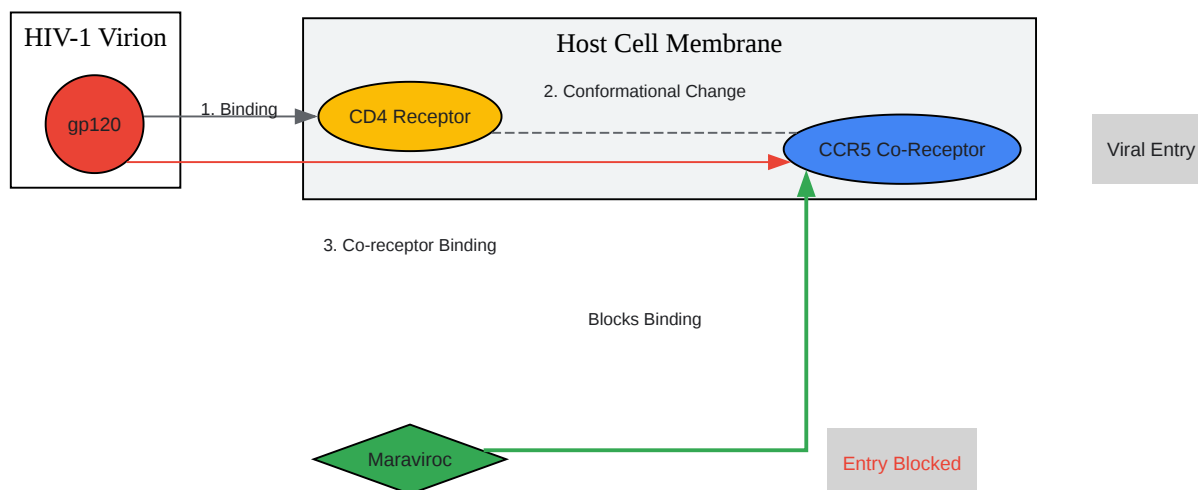 HIV-1 Virion
Host Cell Membrane
gp120
1. Binding
CD4 Receptor
2. Conformational Change
CCR5 Co-Receptor
Viral Entry
3. Co-receptor Binding
Blocks Binding
Maraviroc
Entry Blocked